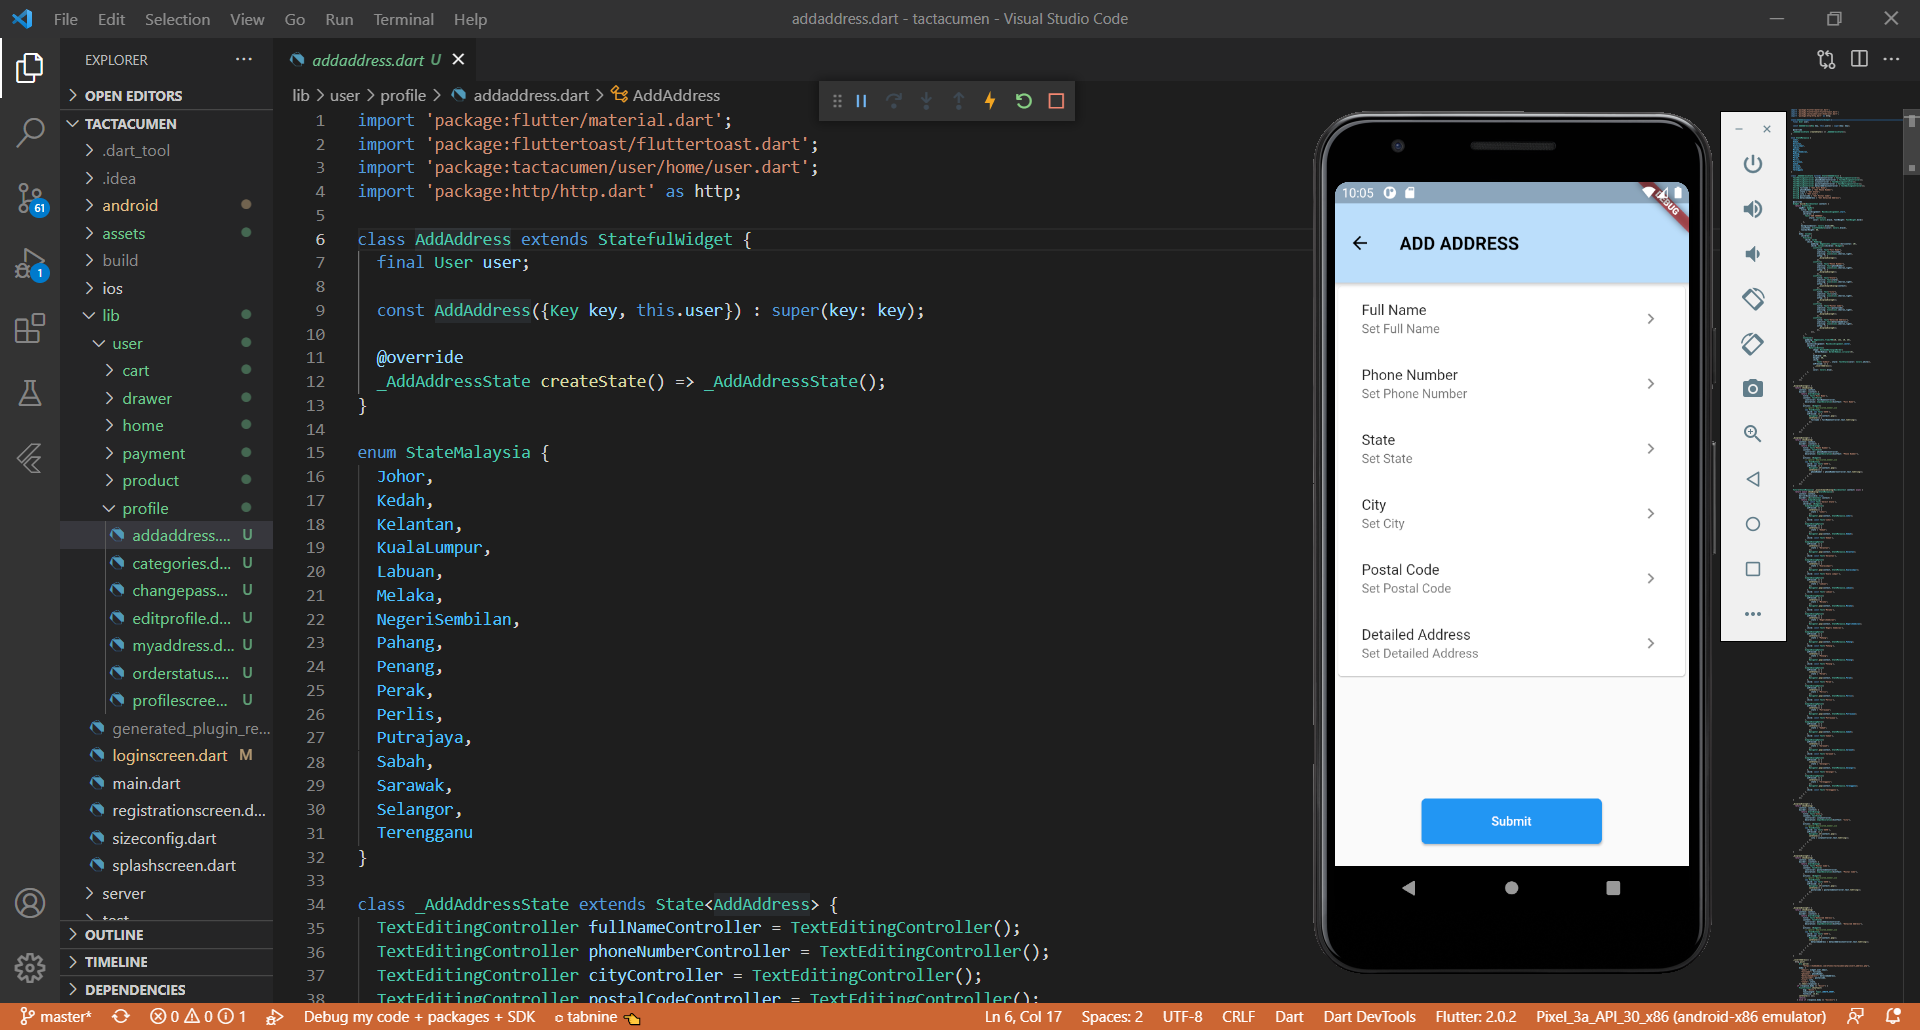 File Edit Selection View Go Run Terminal Help
addaddress.dart - tactacumen - Visual Studio Code
EXPLORER
OPEN EDITORS
TACTACUMEN
.dart_tool
.idea
android
assets
build
ios
lib
user
cart
drawer
home
payment
product
profile
addaddress.... U
categories.d... U
changepass... U
editprofile.d... U
myaddress.d... U
orderstatus.... U
profilescree... U
generated_plugin_re...
loginscreen.dart M
main.dart
registrationscreen.d...
sizeconfig.dart
splashscreen.dart
server
test
OUTLINE
TIMELINE
DEPENDENCIES
61
1
addaddress.dart U
lib > user > profile > addaddress.dart > AddAddress
1 import 'package:flutter/material.dart';
2 import 'package:fluttertoast/fluttertoast.dart';
3 import 'package:tactacumen/user/home/user.dart';
4 import 'package:http/http.dart' as http;
5
6 class AddAddress extends StatefulWidget {
7 final User user;
8
9 const AddAddress({Key key, this.user}) : super(key: key);
10
11 @override
12 _AddAddressState createState() => _AddAddressState();
13 }
14
15 enum StateMalaysia {
16 Johor,
17 Kedah,
18 Kelantan,
19 KualaLumpur,
20 Labuan,
21 Melaka,
22 NegeriSembilan,
23 Pahang,
24 Penang,
25 Perak,
26 Perlis,
27 Putrajaya,
28 Sabah,
29 Sarawak,
30 Selangor,
31 Terengganu
32 }
33
34 class _AddAddressState extends State<AddAddress> {
35 TextEditingController fullNameController = TextEditingController();
36 TextEditingController phoneNumberController = TextEditingController();
37 TextEditingController cityController = TextEditingController();
38 TextEditingController postalCodeController = TextEditingController();
10:05
DEBUG
ADD ADDRESS
Full Name
Set Full Name
Phone Number
Set Phone Number
State
Set State
City
Set City
Postal Code
Set Postal Code
Detailed Address
Set Detailed Address
Submit
master* 0 0 1 Debug my code + packages + SDK tabnine Ln 6, Col 17 Spaces: 2 UTF-8 CRLF Dart Dart DevTools Flutter: 2.0.2 Pixel_3a_API_30_x86 (android-x86 emulator)